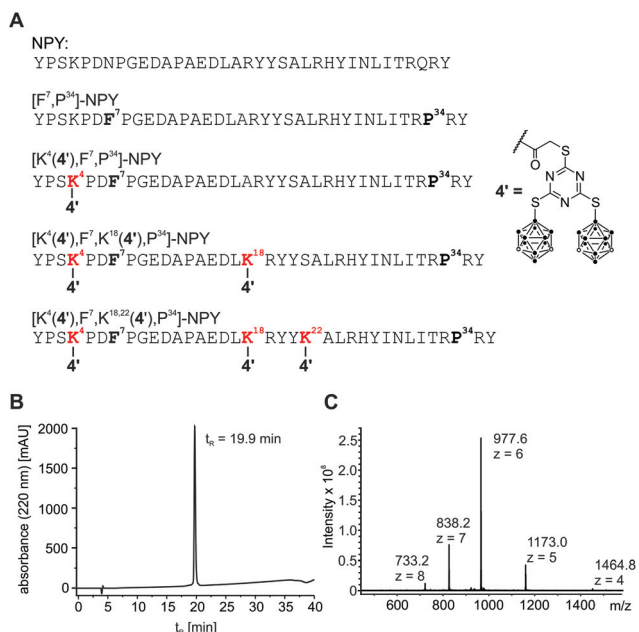 A
NPY:
YPSKPDNPGEDAPAEDLARYYSALRHYINLITRQRY
[F7,P34]-NPY
YPSKPDF7PGEDAPAEDLARYYSALRHYINLITRP34RY
[K4(4'),F7,P34]-NPY
YPSK4PDF7PGEDAPAEDLARYYSALRHYINLITRP34RY
4'
[K4(4'),F7,K18(4'),P34]-NPY
YPSK4PDF7PGEDAPAEDLK18RYYSALRHYINLITRP34RY
4' 4'
[K4(4'),F7,K18,22(4'),P34]-NPY
YPSK4PDF7PGEDAPAEDLK18RYYK22ALRHYINLITRP34RY
4' 4' 4'
4' =
O
S
N N
S N S
B
absorbance (220 nm) [mAU]
2000
1500
1000
500
0
tR = 19.9 min
0 5 10 15 20 25 30 35 40
tR [min]
C
Intensity x 10^8
2.5
2.0
1.5
1.0
0.5
0.0
977.6
z = 6
838.2
z = 7
1173.0
z = 5
733.2
z = 8
1464.8
z = 4
600 800 1000 1200 1400 m/z